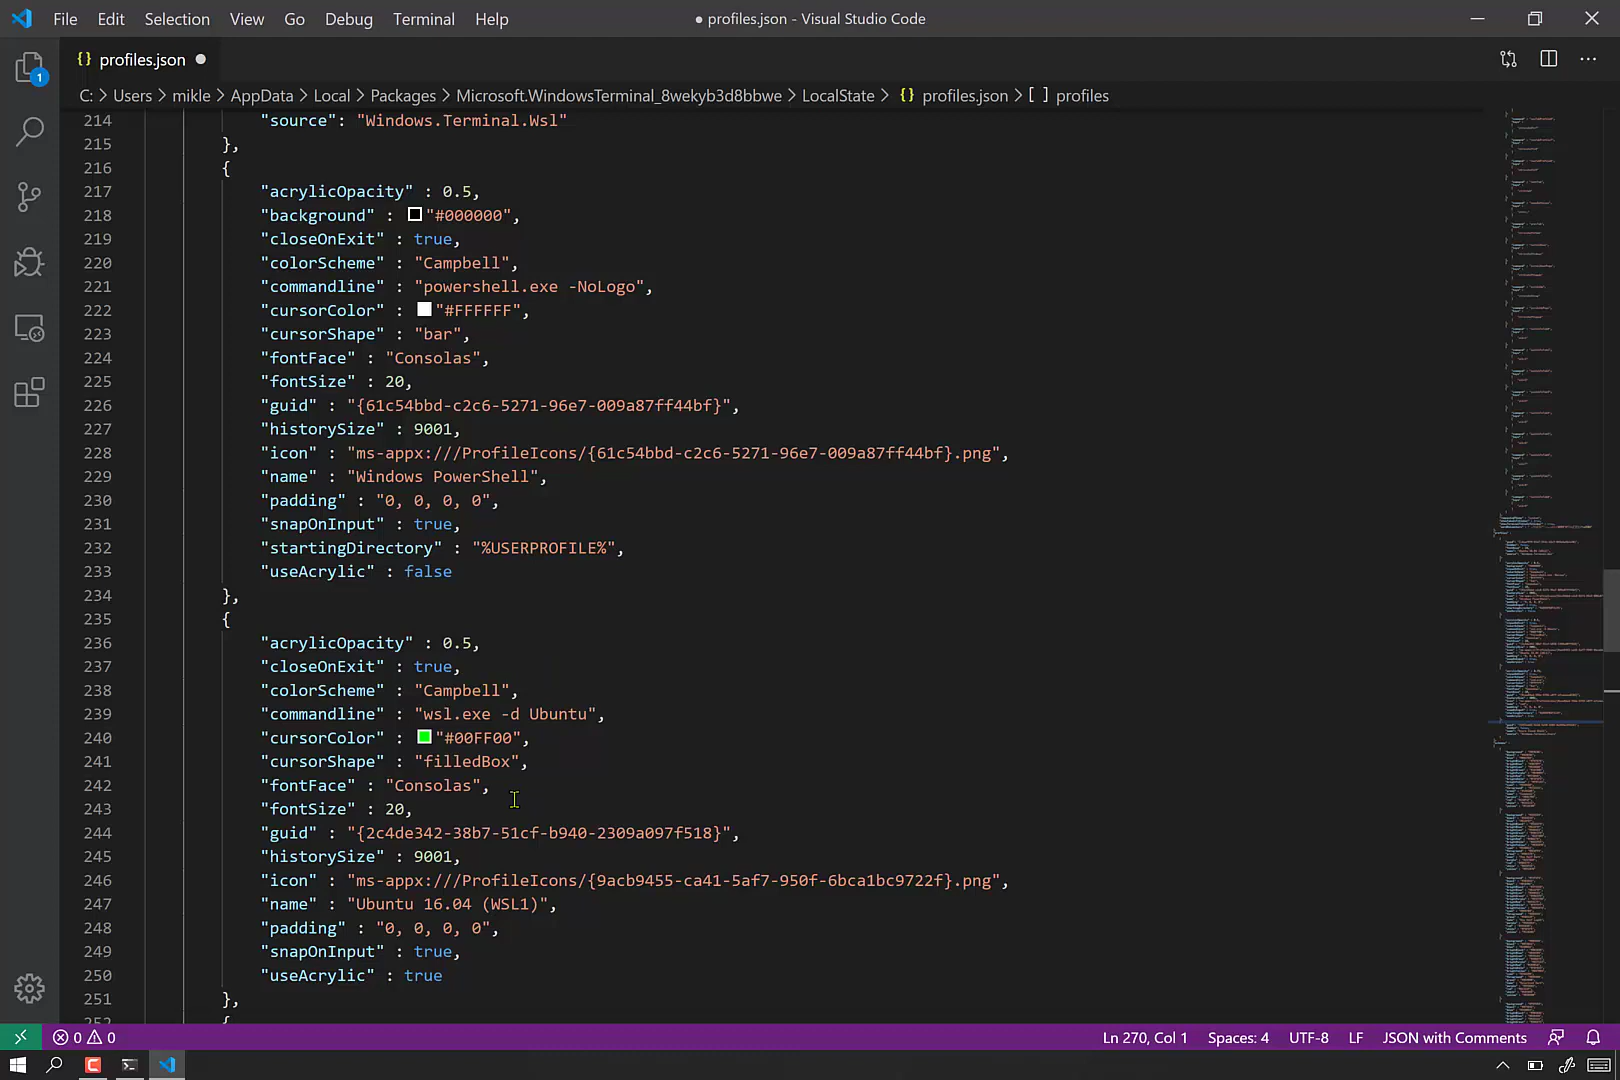 File Edit Selection View Go Debug Terminal Help ● profiles.json - Visual Studio Code
{} profiles.json ●
C: > Users > mikle > AppData > Local > Packages > Microsoft.WindowsTerminal_8wekyb3d8bbwe > LocalState > {} profiles.json > [ ] profiles
1
214 "source": "Windows.Terminal.Wsl"
215 },
216 {
217 "acrylicOpacity" : 0.5,
218 "background" : "#000000",
219 "closeOnExit" : true,
220 "colorScheme" : "Campbell",
221 "commandline" : "powershell.exe -NoLogo",
222 "cursorColor" : "#FFFFFF",
223 "cursorShape" : "bar",
224 "fontFace" : "Consolas",
225 "fontSize" : 20,
226 "guid" : "{61c54bbd-c2c6-5271-96e7-009a87ff44bf}",
227 "historySize" : 9001,
228 "icon" : "ms-appx:///ProfileIcons/{61c54bbd-c2c6-5271-96e7-009a87ff44bf}.png",
229 "name" : "Windows PowerShell",
230 "padding" : "0, 0, 0, 0",
231 "snapOnInput" : true,
232 "startingDirectory" : "%USERPROFILE%",
233 "useAcrylic" : false
234 },
235 {
236 "acrylicOpacity" : 0.5,
237 "closeOnExit" : true,
238 "colorScheme" : "Campbell",
239 "commandline" : "wsl.exe -d Ubuntu",
240 "cursorColor" : "#00FF00",
241 "cursorShape" : "filledBox",
242 "fontFace" : "Consolas",
243 "fontSize" : 20,
244 "guid" : "{2c4de342-38b7-51cf-b940-2309a097f518}",
245 "historySize" : 9001,
246 "icon" : "ms-appx:///ProfileIcons/{9acb9455-ca41-5af7-950f-6bca1bc9722f}.png",
247 "name" : "Ubuntu 16.04 (WSL1)",
248 "padding" : "0, 0, 0, 0",
249 "snapOnInput" : true,
250 "useAcrylic" : true
251 },
252 {
0 0 Ln 270, Col 1 Spaces: 4 UTF-8 LF JSON with Comments